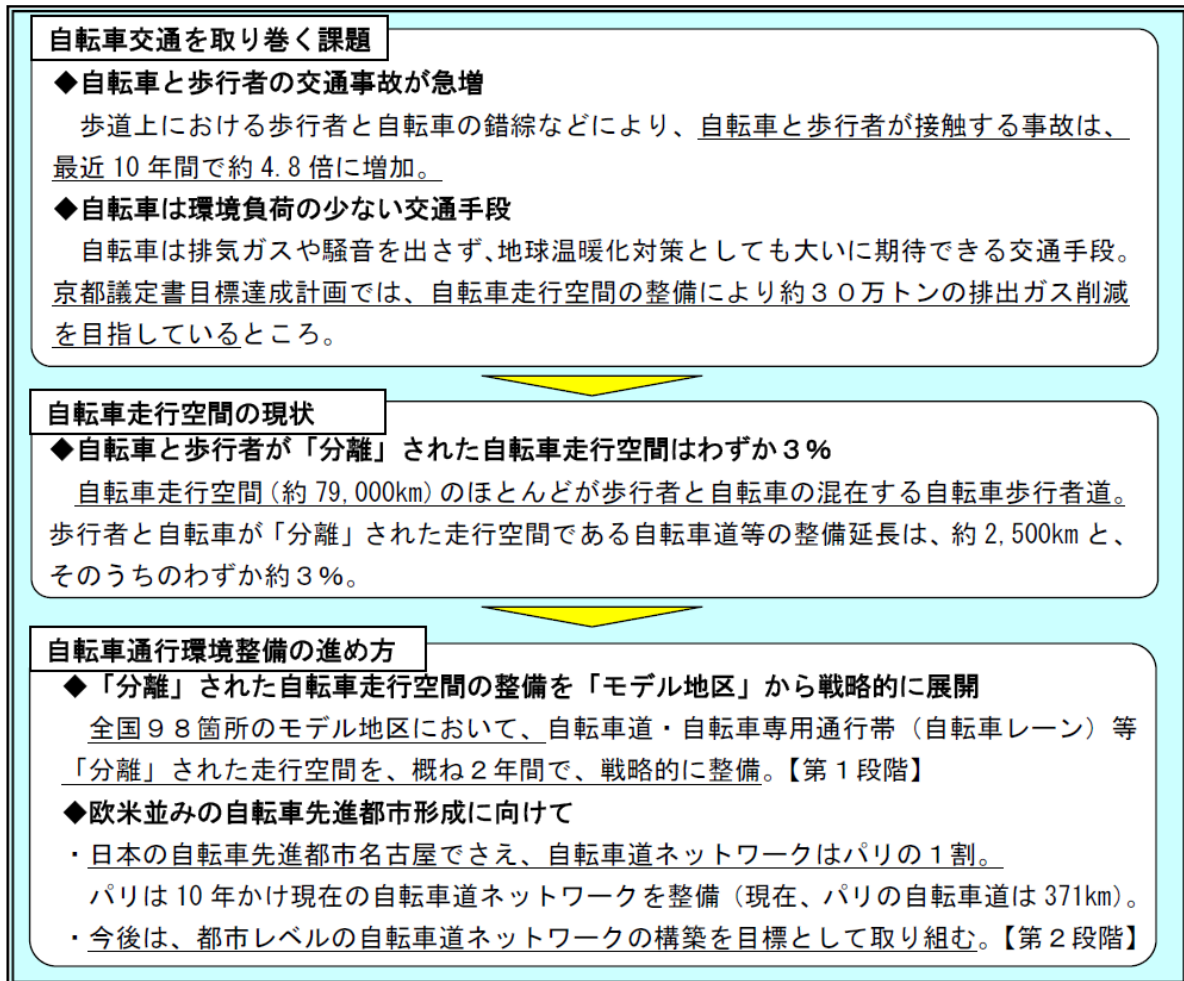 自転車交通を取り巻く課題
◆自転車と歩行者の交通事故が急増
歩道上における歩行者と自転車の錯綜などにより、自転車と歩行者が接触する事故は、
最近10年間で約4.8倍に増加。
◆自転車は環境負荷の少ない交通手段
自転車は排気ガスや騒音を出さず、地球温暖化対策としても大いに期待できる交通手段。
京都議定書目標達成計画では、自転車走行空間の整備により約３０万トンの排出ガス削減
を目指しているところ。
自転車走行空間の現状
◆自転車と歩行者が「分離」された自転車走行空間はわずか３％
自転車走行空間(約79,000km)のほとんどが歩行者と自転車の混在する自転車歩行者道。
歩行者と自転車が「分離」された走行空間である自転車道等の整備延長は、約2,500kmと、
そのうちのわずか約３％。
自転車通行環境整備の進め方
◆「分離」された自転車走行空間の整備を「モデル地区」から戦略的に展開
全国９８箇所のモデル地区において、自転車道・自転車専用通行帯（自転車レーン）等
「分離」された走行空間を、概ね２年間で、戦略的に整備。【第１段階】
◆欧米並みの自転車先進都市形成に向けて
・日本の自転車先進都市名古屋でさえ、自転車道ネットワークはパリの１割。
パリは10年かけ現在の自転車道ネットワークを整備（現在、パリの自転車道は371km）。
・今後は、都市レベルの自転車道ネットワークの構築を目標として取り組む。【第２段階】